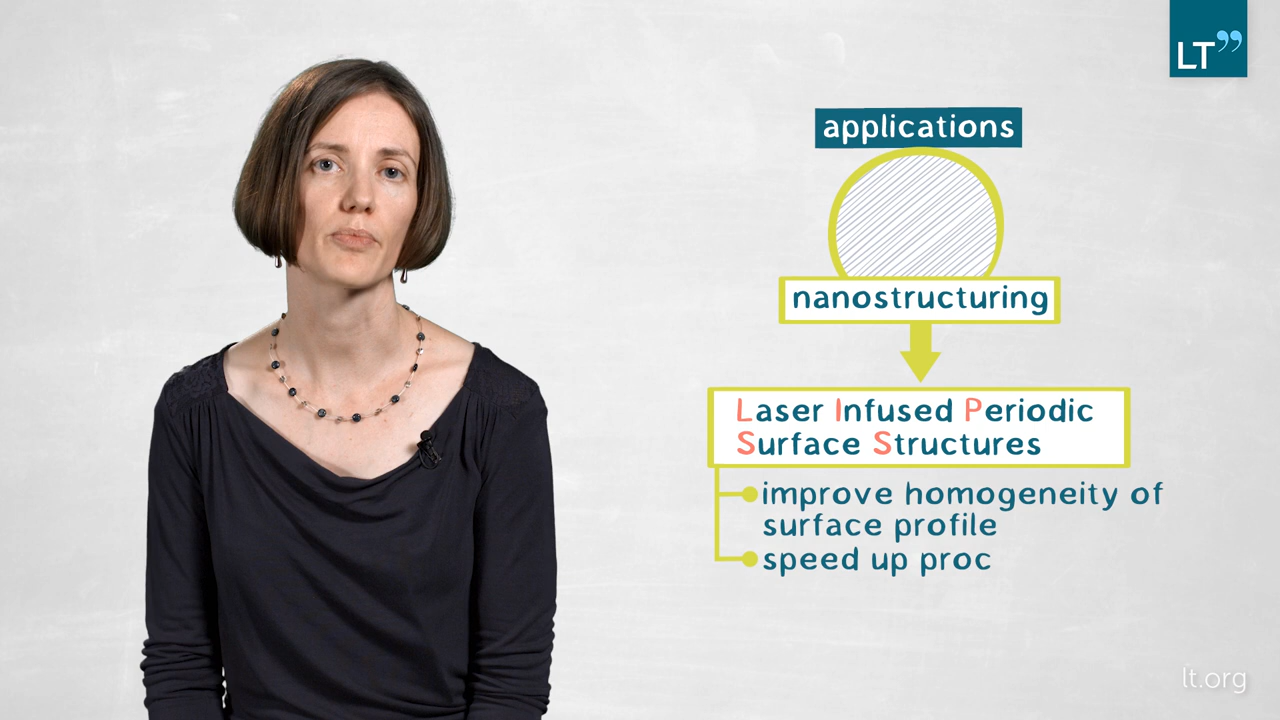 LT”
applications
nanostructuring
Laser Infused Periodic
Surface Structures
improve homogeneity of
surface profile
speed up proc
lt.org